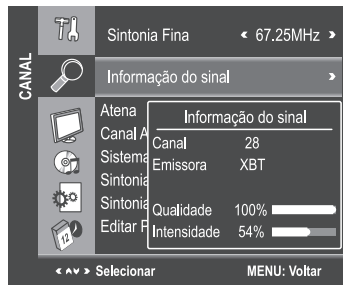 CANAL
Sintonia Fina 67.25MHz
Informação do sinal
Atena
Canal A
Sistema
Sintonia
Sintonia
Editar
Informação do sinal
Canal 28
Emissora XBT
Qualidade 100%
Intensidade 54%
12
Selecionar MENU: Voltar